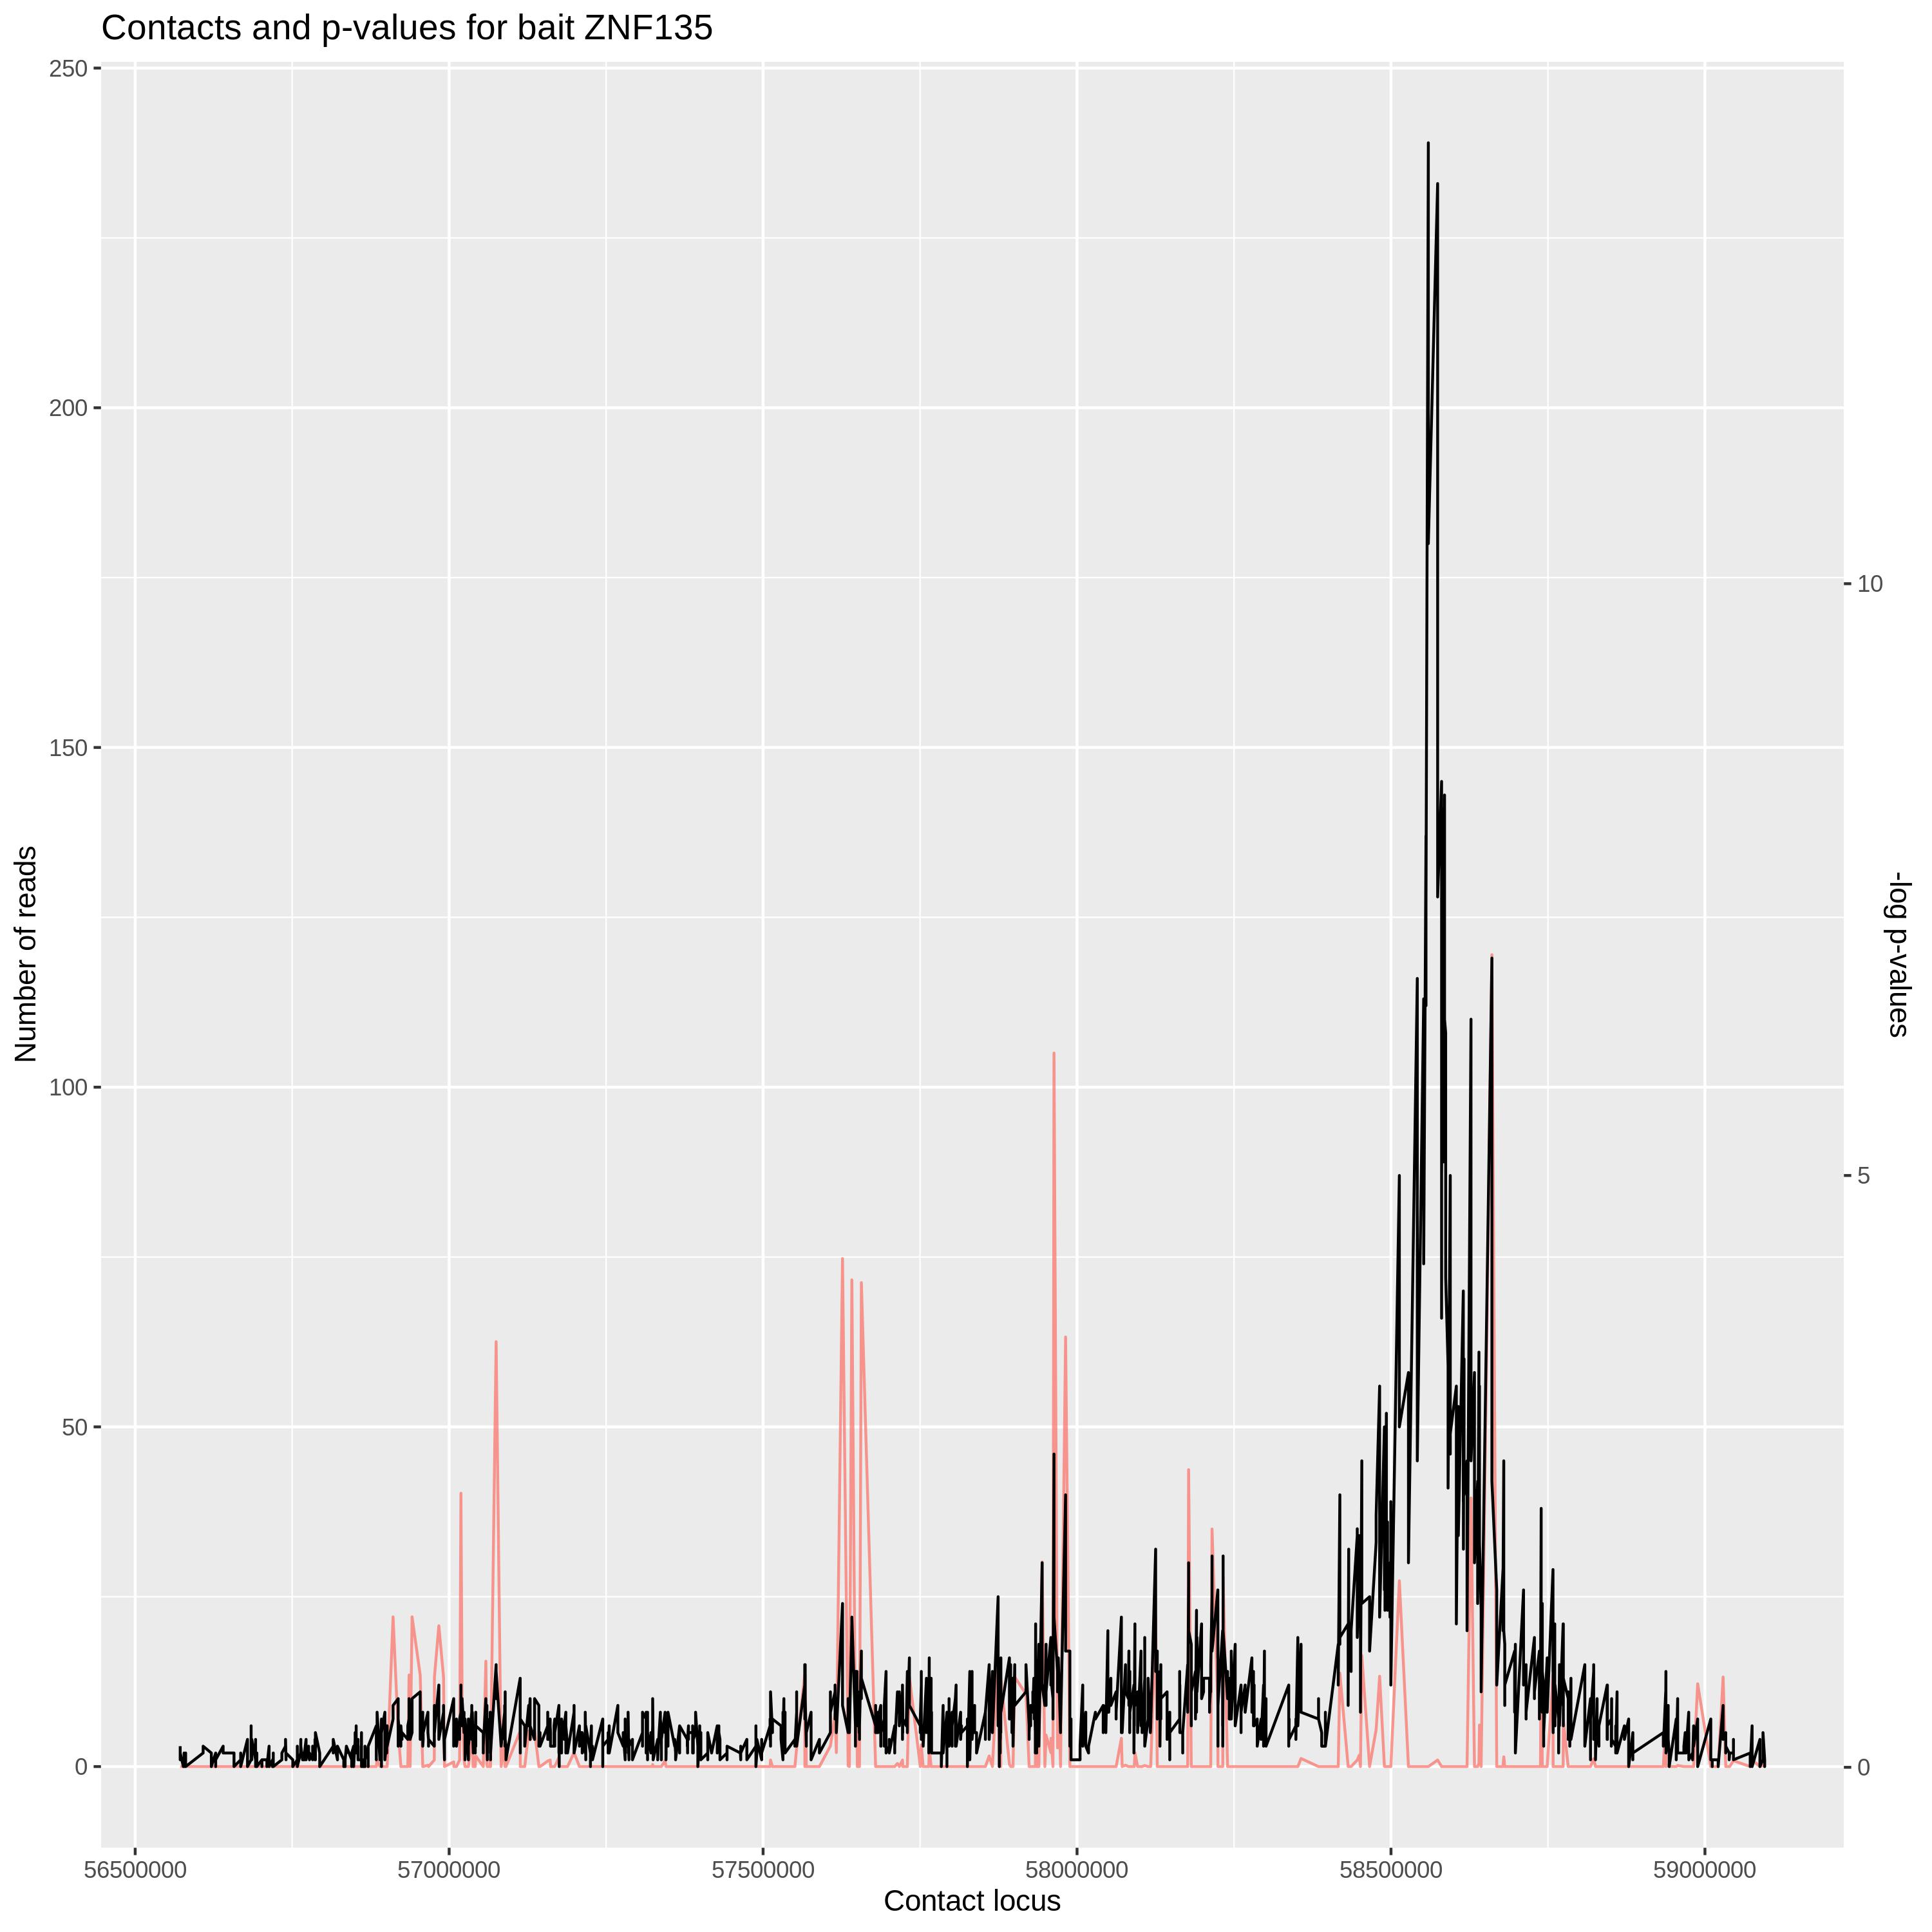 Contacts and p-values for bait ZNF135
250
200
150
100
50
0
Number of reads
10
5
0
-log p-values
56500000 57000000 57500000 58000000 58500000 59000000
Contact locus